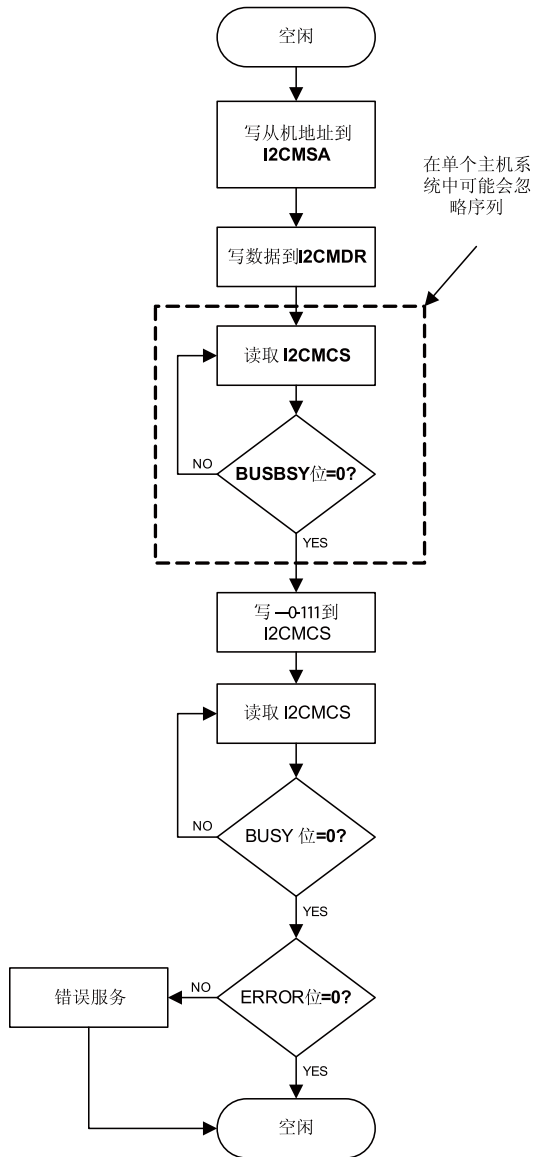 空闲
写从机地址到
I2CMSA
在单个主机系
统中可能会忽
略序列
写数据到I2CMDR
读取 I2CMCS
NO
BUSBSY位=0?
YES
写 —0-111到
I2CMCS
读取 I2CMCS
NO
BUSY 位=0?
YES
错误服务
NO
ERROR位=0?
YES
空闲